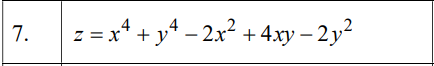 7. z = x⁴ + y⁴ − 2x² + 4xy − 2y²